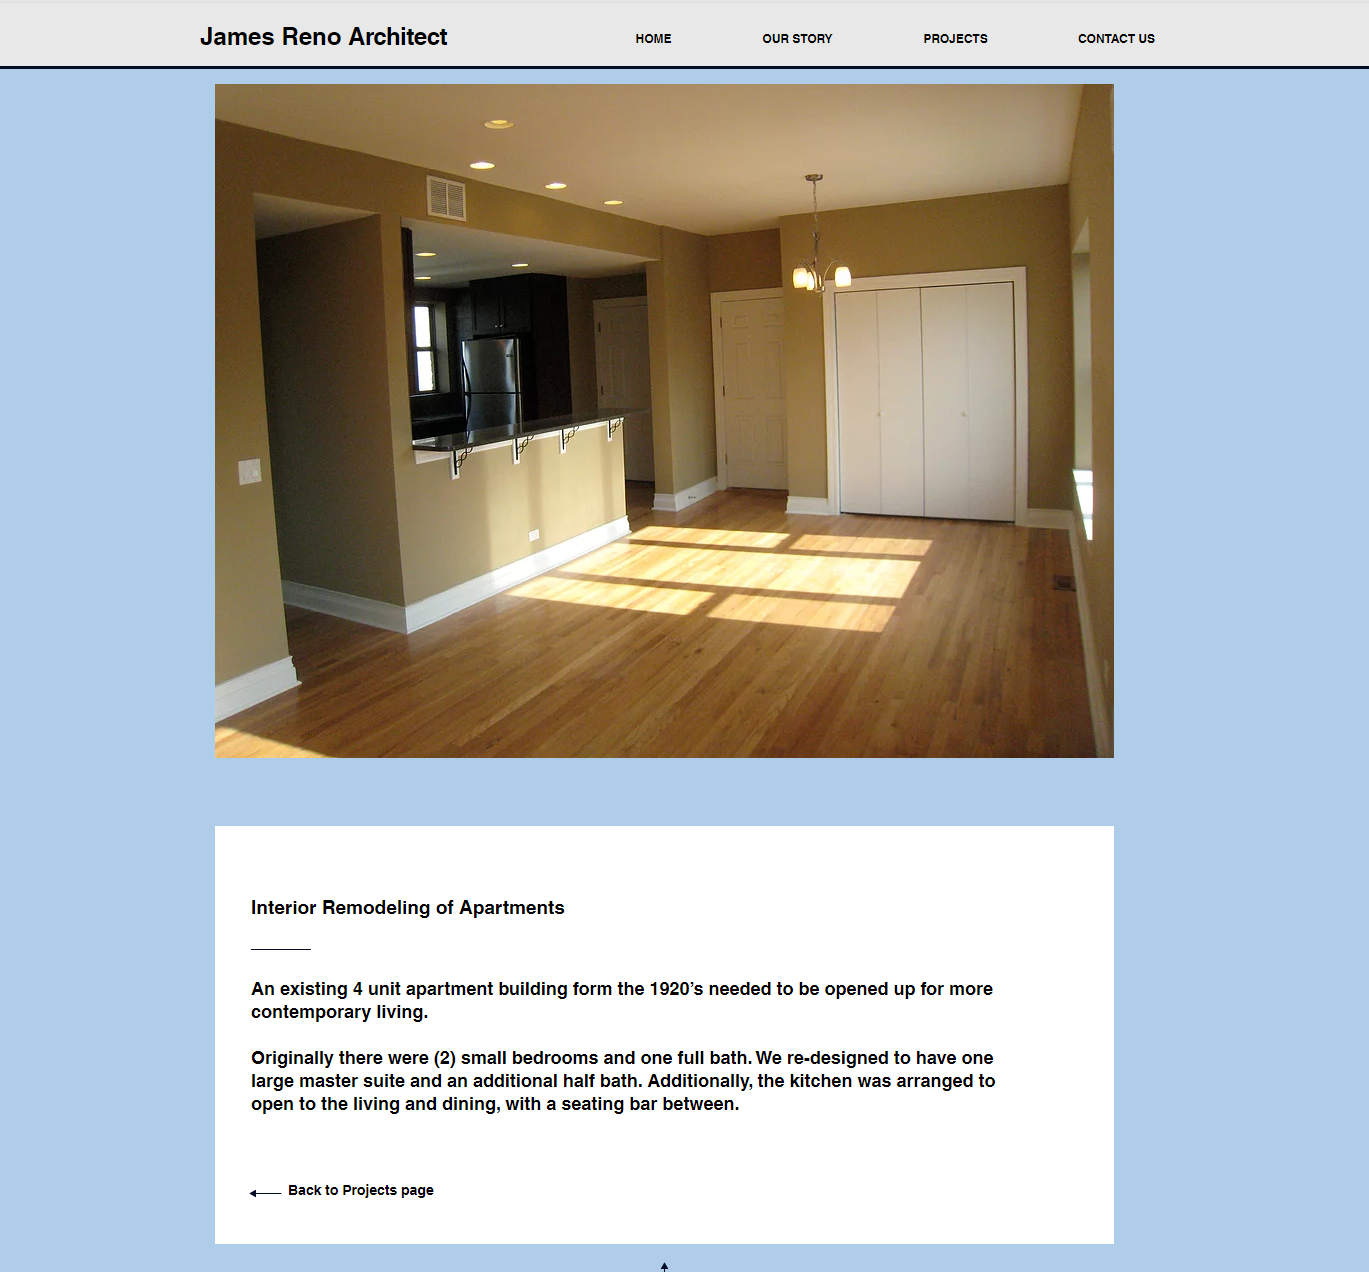 James Reno Architect
HOME
OUR STORY
PROJECTS
CONTACT US
Interior Remodeling of Apartments
An existing 4 unit apartment building form the 1920’s needed to be opened up for more
contemporary living.
Originally there were (2) small bedrooms and one full bath. We re-designed to have one
large master suite and an additional half bath. Additionally, the kitchen was arranged to
open to the living and dining, with a seating bar between.
Back to Projects page